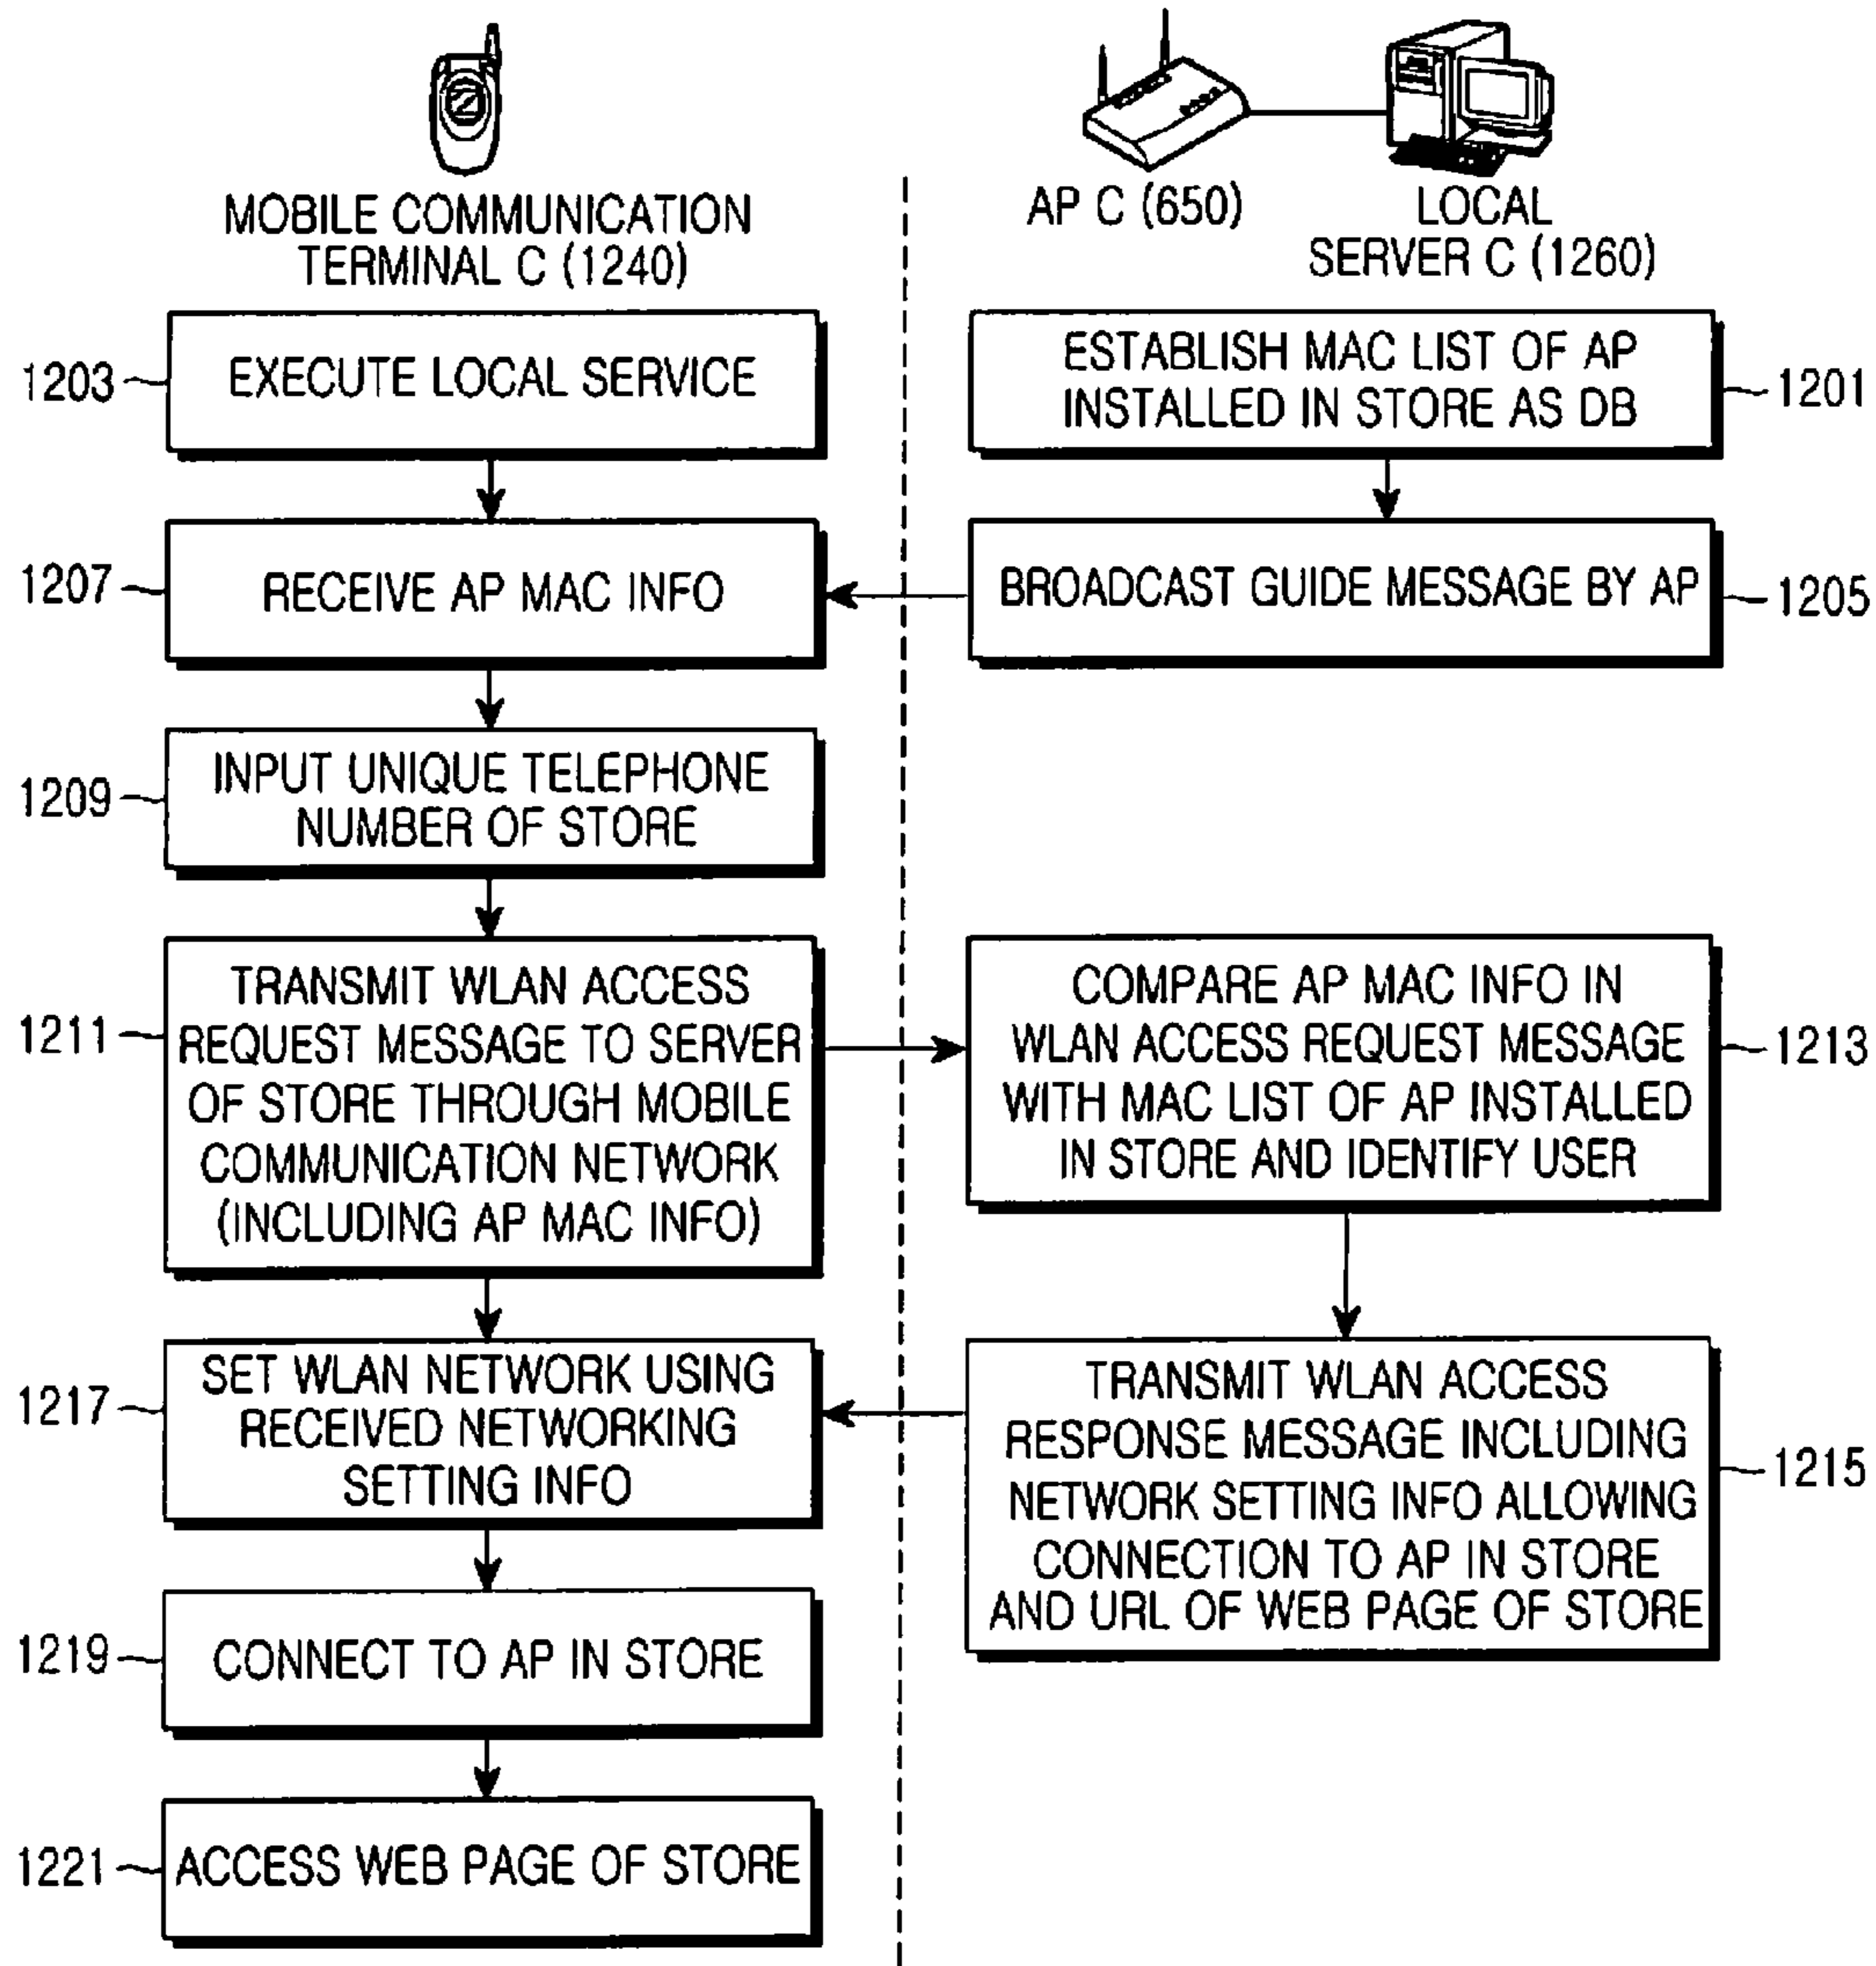 MOBILE COMMUNICATION
TERMINAL C (1240)
AP C (650)
LOCAL
SERVER C (1260)
1203
EXECUTE LOCAL SERVICE
ESTABLISH MAC LIST OF AP
INSTALLED IN STORE AS DB
1201
1207
RECEIVE AP MAC INFO
BROADCAST GUIDE MESSAGE BY AP
1205
1209
INPUT UNIQUE TELEPHONE
NUMBER OF STORE
1211
TRANSMIT WLAN ACCESS
REQUEST MESSAGE TO SERVER
OF STORE THROUGH MOBILE
COMMUNICATION NETWORK
(INCLUDING AP MAC INFO)
COMPARE AP MAC INFO IN
WLAN ACCESS REQUEST MESSAGE
WITH MAC LIST OF AP INSTALLED
IN STORE AND IDENTIFY USER
1213
1217
SET WLAN NETWORK USING
RECEIVED NETWORKING
SETTING INFO
TRANSMIT WLAN ACCESS
RESPONSE MESSAGE INCLUDING
NETWORK SETTING INFO ALLOWING
CONNECTION TO AP IN STORE
AND URL OF WEB PAGE OF STORE
1215
1219
CONNECT TO AP IN STORE
1221
ACCESS WEB PAGE OF STORE